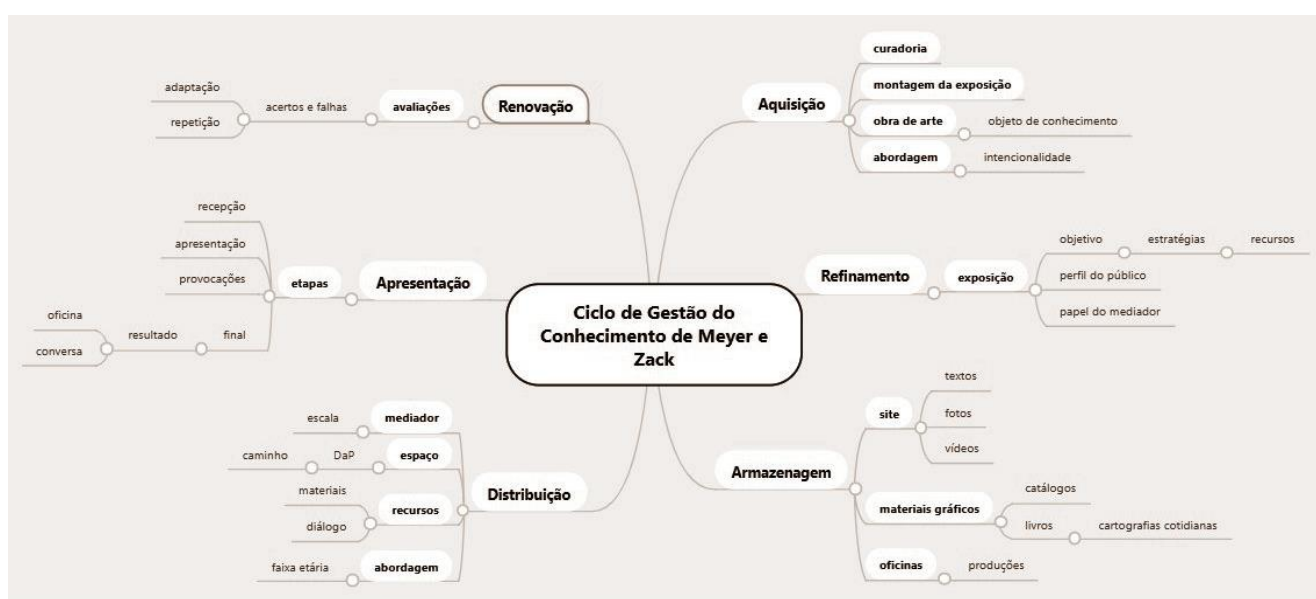 Ciclo de Gestão do
Conhecimento de Meyer e
Zack
Aquisição
curadoria
montagem da exposição
obra de arte
objeto de conhecimento
abordagem
intencionalidade
Refinamento
exposição
objetivo
estratégias
recursos
perfil do público
papel do mediador
Armazenagem
site
textos
fotos
vídeos
materiais gráficos
catálogos
livros
cartografias cotidianas
oficinas
produções
Distribuição
mediador
escala
espaço
DaP
caminho
recursos
materiais
diálogo
abordagem
faixa etária
Apresentação
etapas
recepção
apresentação
provocações
final
resultado
oficina
conversa
Renovação
avaliações
acertos e falhas
adaptação
repetição